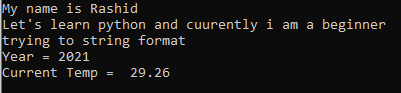 My name is Rashid
Let's learn python and cuurently i am a beginner
trying to string format
Year = 2021
Current Temp =  29.26